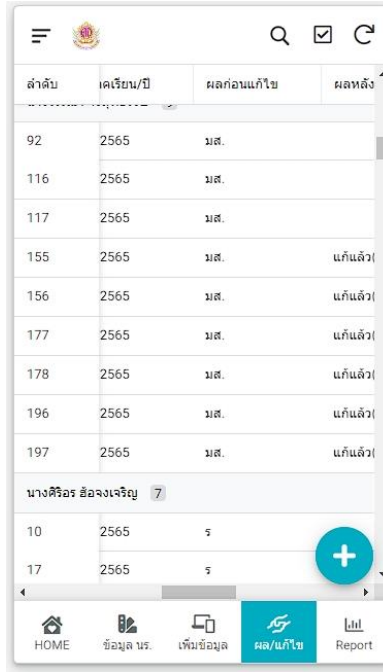 ลำดับ าคเรียน/ปี ผลก่อนแก้ไข ผลหลัง
92 2565 มส.
116 2565 มส.
117 2565 มส.
155 2565 มส. แก้แล้ว(
156 2565 มส. แก้แล้ว(
177 2565 มส. แก้แล้ว(
178 2565 มส. แก้แล้ว(
196 2565 มส. แก้แล้ว(
197 2565 มส. แก้แล้ว(
นางศิริอร ฮ้อจงเจริญ 7
10 2565 ร
17 2565 ร
HOME ข้อมูล นร. เพิ่มข้อมูล ผล/แก้ไข Report